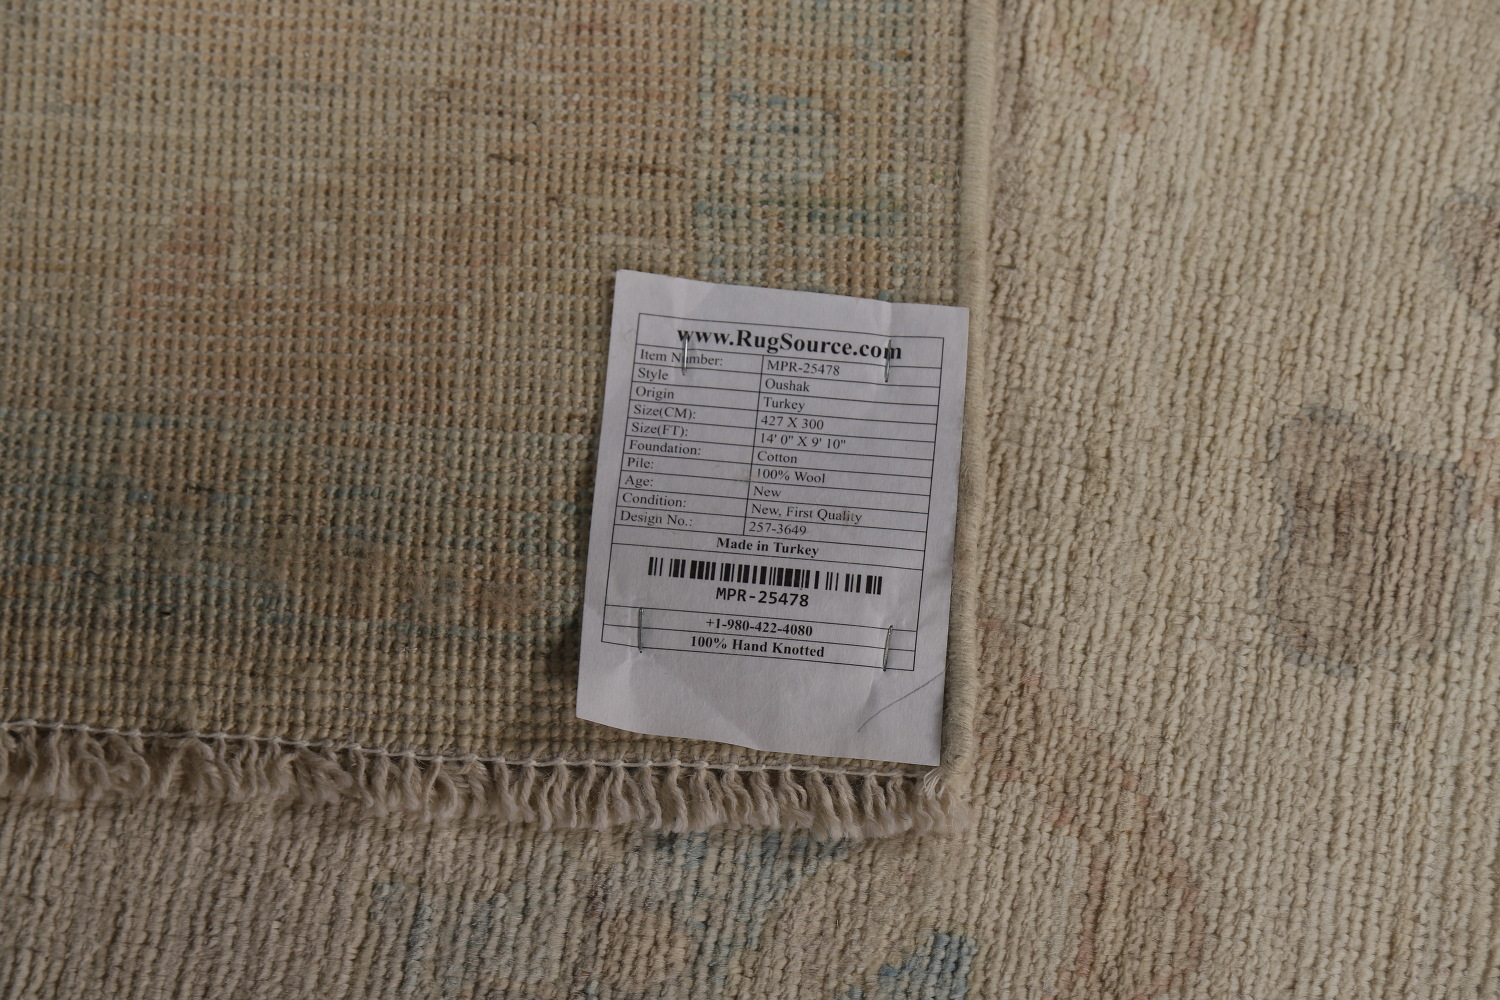 www.RugSource.com
Item Number: MPR-25478
Style Oushak
Origin Turkey
Size(CM): 427 X 300
Size(FT): 14' 0" X 9' 10"
Foundation: Cotton
Pile: 100% Wool
Age: New
Condition: New, First Quality
Design No.: 257-3649
Made in Turkey
MPR-25478
+1-980-422-4080
100% Hand Knotted